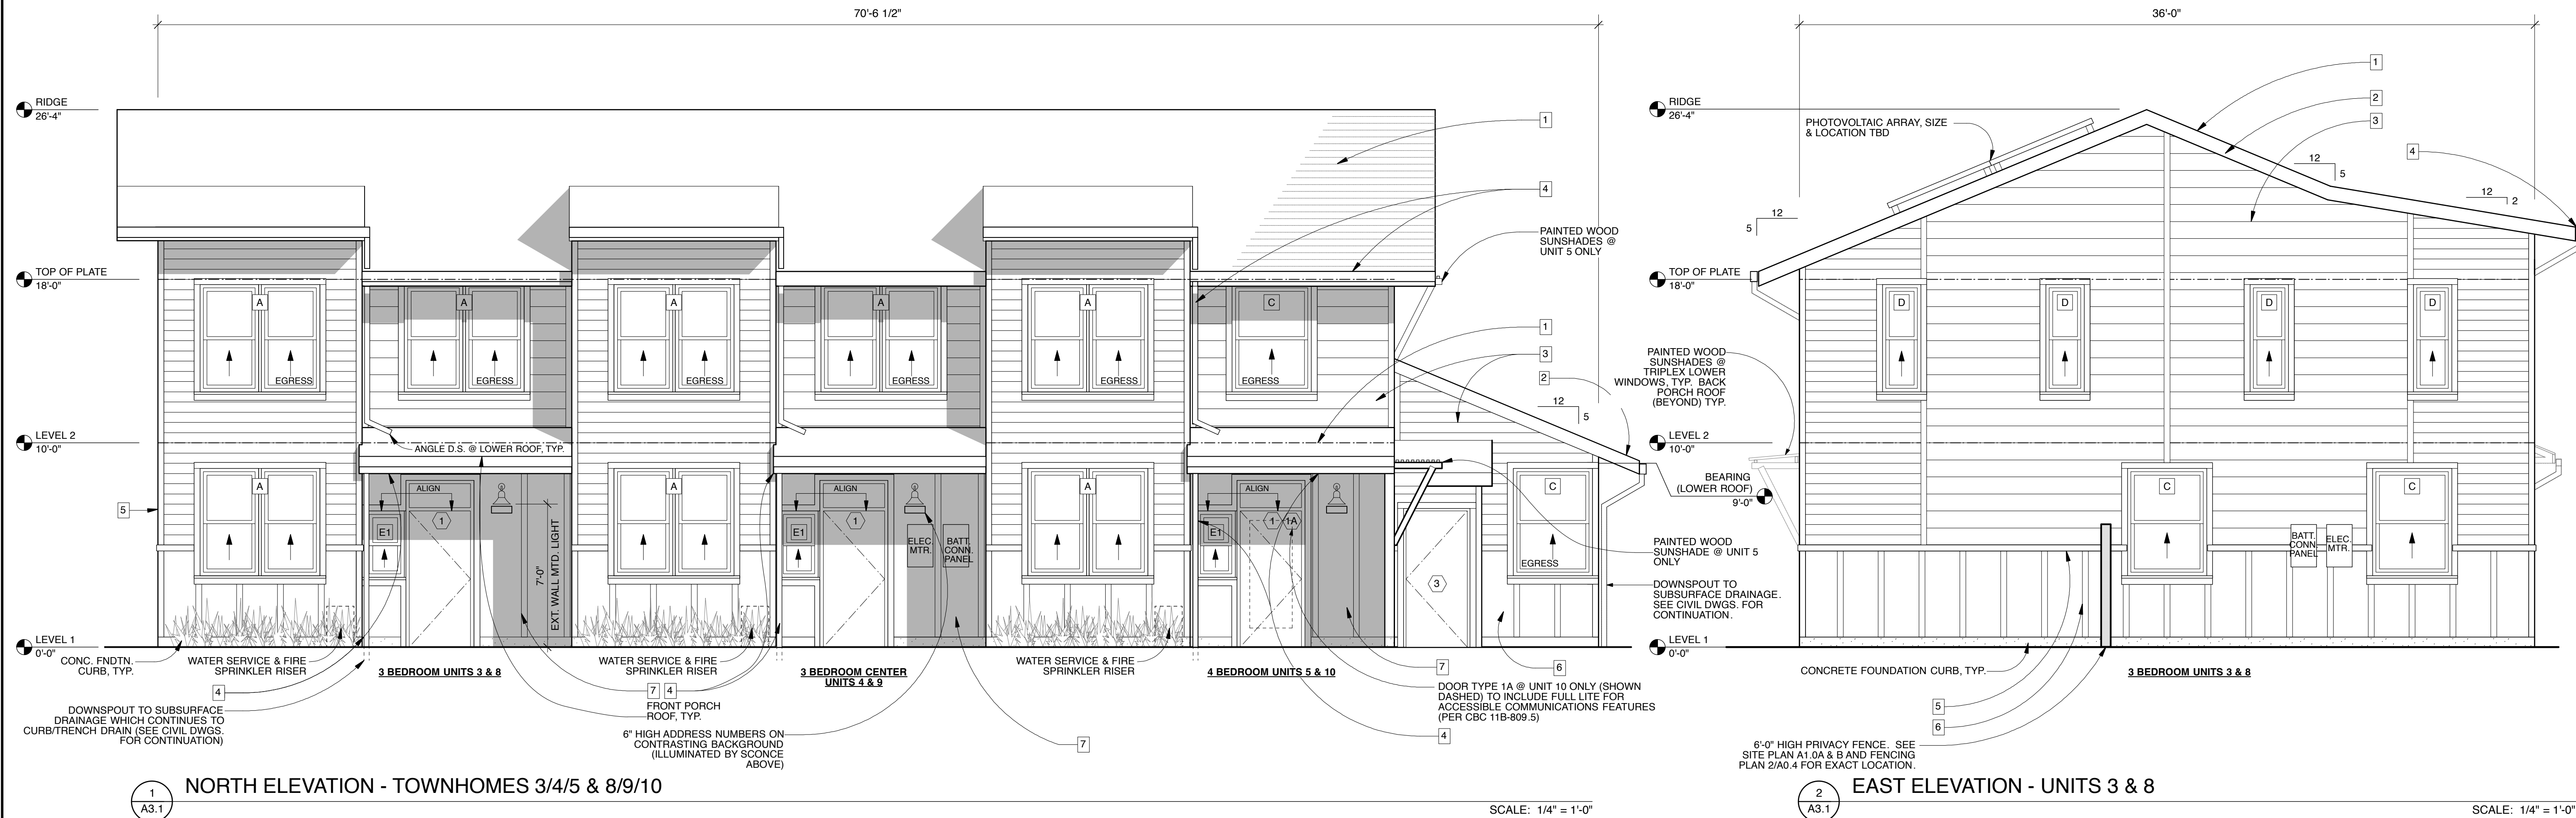 70'-6 1/2"
36'-0"
RIDGE
26'-4"
TOP OF PLATE
18'-0"
LEVEL 2
10'-0"
LEVEL 1
0'-0"
1
4
PAINTED WOOD
SUNSHADES @
UNIT 5 ONLY
1
3
2
12
5
A
A
A
A
A
C
EGRESS
EGRESS
EGRESS
EGRESS
EGRESS
EGRESS
ANGLE D.S. @ LOWER ROOF, TYP.
A
A
A
C
EGRESS
5
ALIGN
ALIGN
ALIGN
E1
1
E1
1
E1
1
1A
3
7'-0"
EXT. WALL MTD. LIGHT
ELEC.
MTR.
BATT.
CONN.
PANEL
BEARING
(LOWER ROOF)
9'-0"
PAINTED WOOD
SUNSHADE @ UNIT 5
ONLY
DOWNSPOUT TO
SUBSURFACE DRAINAGE.
SEE CIVIL DWGS. FOR
CONTINUATION.
CONC. FNDTN.
CURB, TYP.
WATER SERVICE & FIRE
SPRINKLER RISER
3 BEDROOM UNITS 3 & 8
WATER SERVICE & FIRE
SPRINKLER RISER
3 BEDROOM CENTER
UNITS 4 & 9
WATER SERVICE & FIRE
SPRINKLER RISER
4 BEDROOM UNITS 5 & 10
7
6
4
DOWNSPOUT TO SUBSURFACE
DRAINAGE WHICH CONTINUES TO
CURB/TRENCH DRAIN (SEE CIVIL DWGS.
FOR CONTINUATION)
7
4
FRONT PORCH
ROOF, TYP.
6" HIGH ADDRESS NUMBERS ON
CONTRASTING BACKGROUND
(ILLUMINATED BY SCONCE
ABOVE)
7
DOOR TYPE 1A @ UNIT 10 ONLY (SHOWN
DASHED) TO INCLUDE FULL LITE FOR
ACCESSIBLE COMMUNICATIONS FEATURES
(PER CBC 11B-809.5)
4
1
A3.1
NORTH ELEVATION - TOWNHOMES 3/4/5 & 8/9/10
SCALE: 1/4" = 1'-0"
RIDGE
26'-4"
PHOTOVOLTAIC ARRAY, SIZE
& LOCATION TBD
1
2
3
4
12
5
12
5
12
2
TOP OF PLATE
18'-0"
D
D
D
D
PAINTED WOOD
SUNSHADES @
TRIPLEX LOWER
WINDOWS, TYP. BACK
PORCH ROOF
(BEYOND) TYP.
LEVEL 2
10'-0"
C
C
BATT.
CONN.
PANEL
ELEC.
MTR.
LEVEL 1
0'-0"
CONCRETE FOUNDATION CURB, TYP.
3 BEDROOM UNITS 3 & 8
5
6
6'-0" HIGH PRIVACY FENCE. SEE
SITE PLAN A1.0A & B AND FENCING
PLAN 2/A0.4 FOR EXACT LOCATION.
2
A3.1
EAST ELEVATION - UNITS 3 & 8
SCALE: 1/4" = 1'-0"